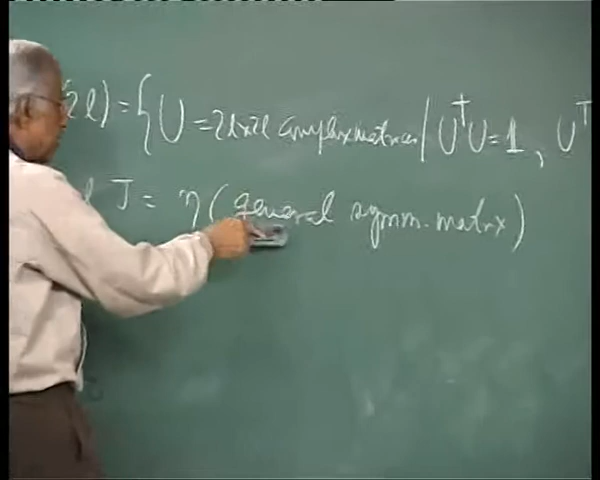 2l) = { U = 2l×2l complex matrices | U†U = 1 , U^T
J = η ( general symm. matrix )